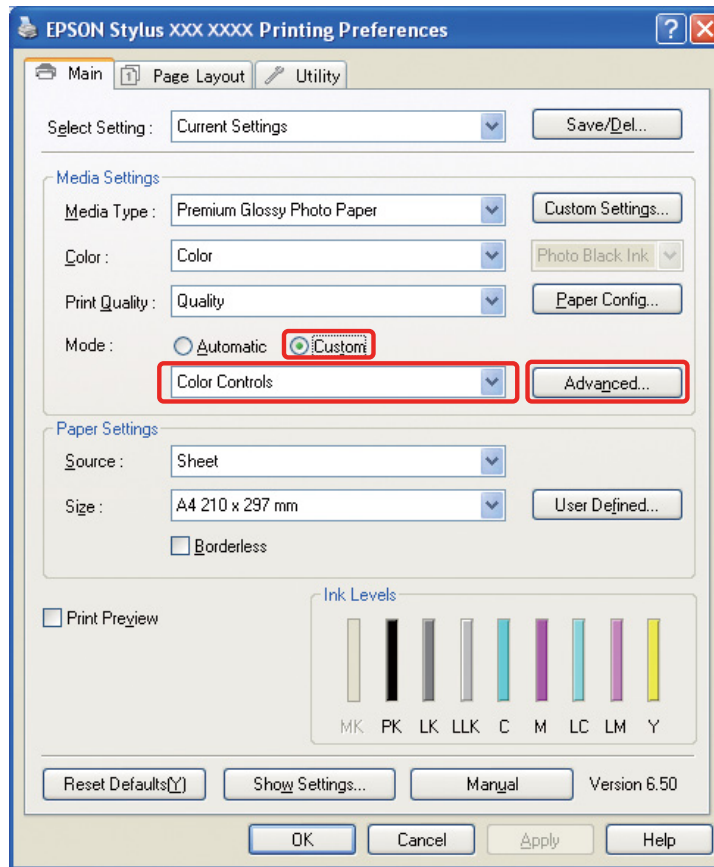 EPSON Stylus XXX XXXX Printing Preferences
Main Page Layout Utility
Select Setting : Current Settings Save/Del...
Media Settings
Media Type : Premium Glossy Photo Paper Custom Settings...
Color : Color Photo Black Ink
Print Quality : Quality Paper Config...
Mode : Automatic Custom
Color Controls Advanced...
Paper Settings
Source : Sheet
Size : A4 210 x 297 mm User Defined...
Borderless
Ink Levels
Print Preview
MK PK LK LLK C M LC LM Y
Reset Defaults(Y) Show Settings... Manual Version 6.50
OK Cancel Apply Help